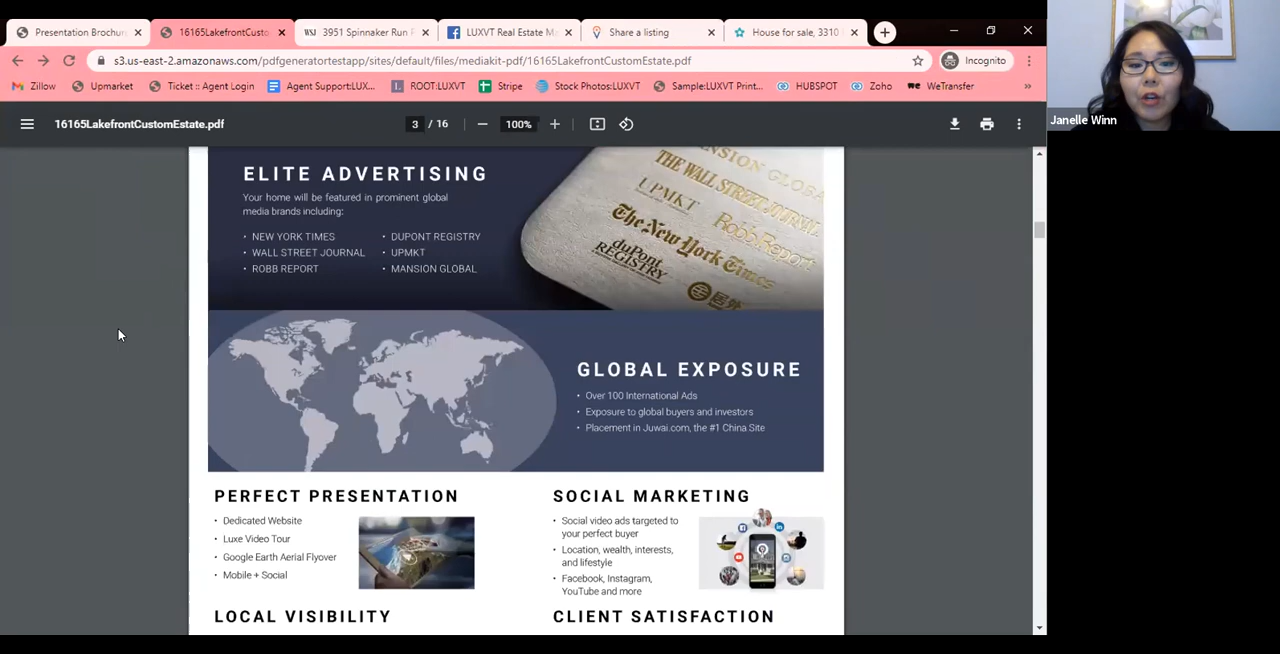 Presentation Brochur
16165LakefrontCusto
3951 Spinnaker Run P
LUXVT Real Estate M
Share a listing
House for sale, 3310
s3.us-east-2.amazonaws.com/pdfgeneratortestapp/sites/default/files/mediakit-pdf/16165LakefrontCustomEstate.pdf
Incognito
Zillow
Upmarket
Ticket :: Agent Login
Agent Support:LUX...
ROOT:LUXVT
Stripe
Stock Photos:LUXVT
Sample:LUXVT Print...
HUBSPOT
Zoho
WeTransfer
16165LakefrontCustomEstate.pdf
3 / 16
100%
Janelle Winn
ELITE ADVERTISING
Your home will be featured in prominent global
media brands including:
• NEW YORK TIMES
• WALL STREET JOURNAL
• ROBB REPORT
• DUPONT REGISTRY
• UPMKT
• MANSION GLOBAL
MANSION GLOBAL
THE WALL STREET JOURNAL
UPMKT
Robb Report
The New York Times
duPont
REGISTRY
GLOBAL EXPOSURE
• Over 100 International Ads
• Exposure to global buyers and investors
• Placement in Juwai.com, the #1 China Site
PERFECT PRESENTATION
• Dedicated Website
• Luxe Video Tour
• Google Earth Aerial Flyover
• Mobile + Social
SOCIAL MARKETING
• Social video ads targeted to
your perfect buyer
• Location, wealth, interests,
and lifestyle
• Facebook, Instagram,
YouTube and more
LOCAL VISIBILITY
CLIENT SATISFACTION